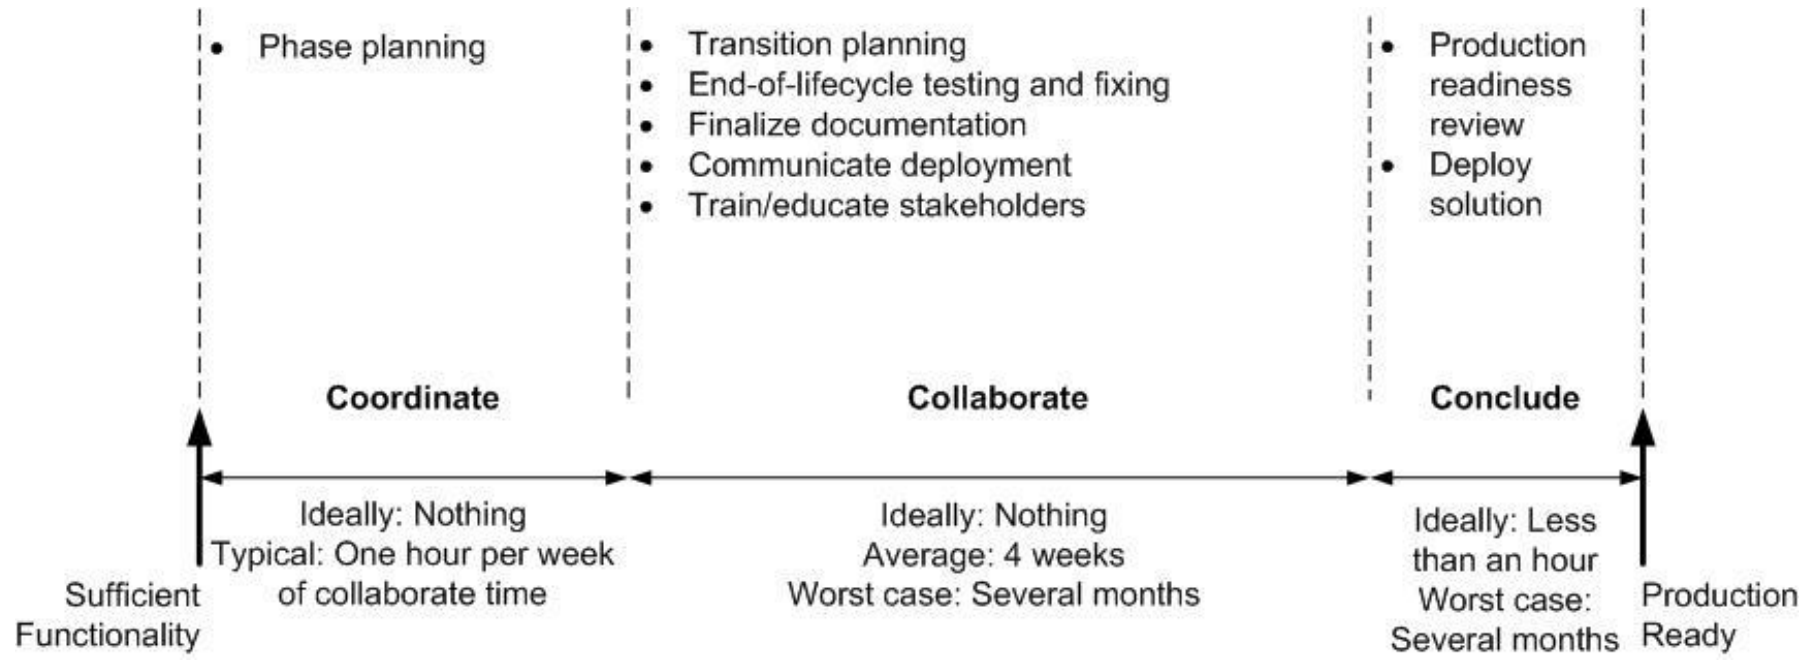 • Phase planning
• Transition planning
• End-of-lifecycle testing and fixing
• Finalize documentation
• Communicate deployment
• Train/educate stakeholders
• Production
readiness
review
• Deploy
solution
Coordinate
Collaborate
Conclude
Ideally: Nothing
Typical: One hour per week
of collaborate time
Ideally: Nothing
Average: 4 weeks
Worst case: Several months
Ideally: Less
than an hour
Worst case:
Several months
Sufficient
Functionality
Production
Ready